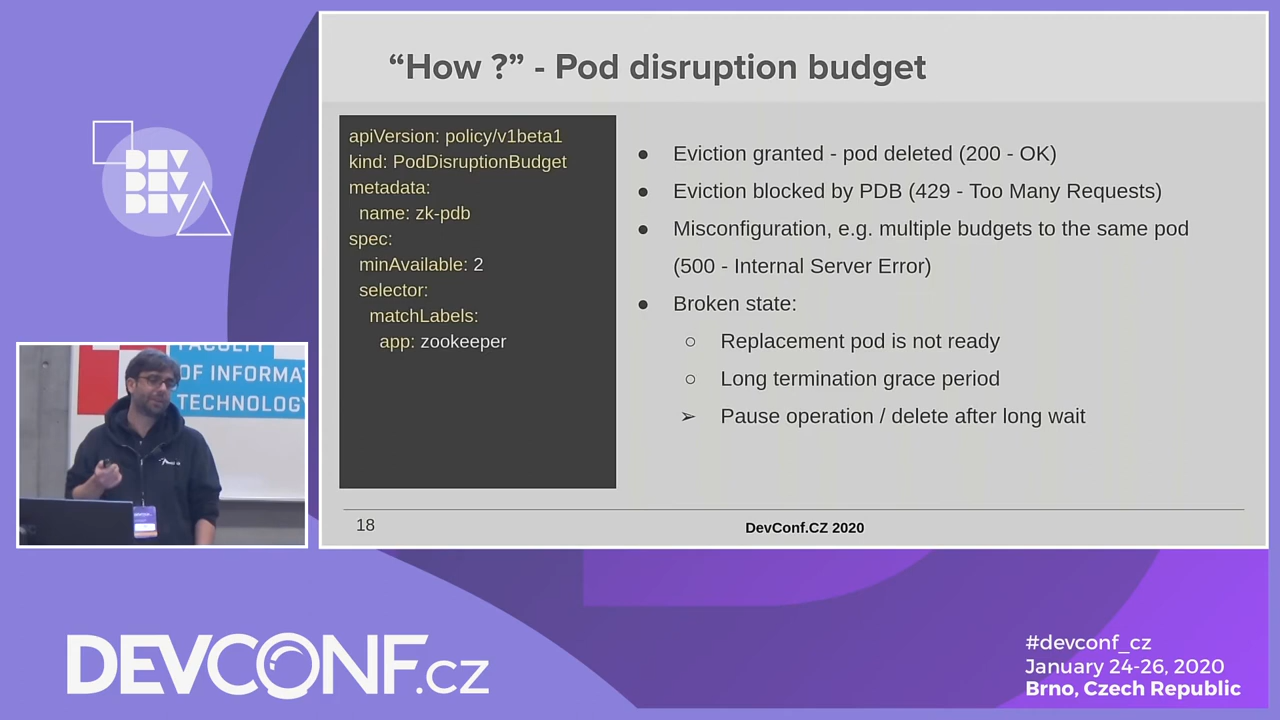 “How ?” - Pod disruption budget
apiVersion: policy/v1beta1
kind: PodDisruptionBudget
metadata:
name: zk-pdb
spec:
minAvailable: 2
selector:
matchLabels:
app: zookeeper
● Eviction granted - pod deleted (200 - OK)
● Eviction blocked by PDB (429 - Too Many Requests)
● Misconfiguration, e.g. multiple budgets to the same pod
(500 - Internal Server Error)
● Broken state:
○ Replacement pod is not ready
○ Long termination grace period
➢ Pause operation / delete after long wait
18
DevConf.CZ 2020
DEV
DEV
DEV
FACULTY
OF INFORMAT
TECHNOLOGY
DEVCONF.cz
#devconf_cz
January 24-26, 2020
Brno, Czech Republic